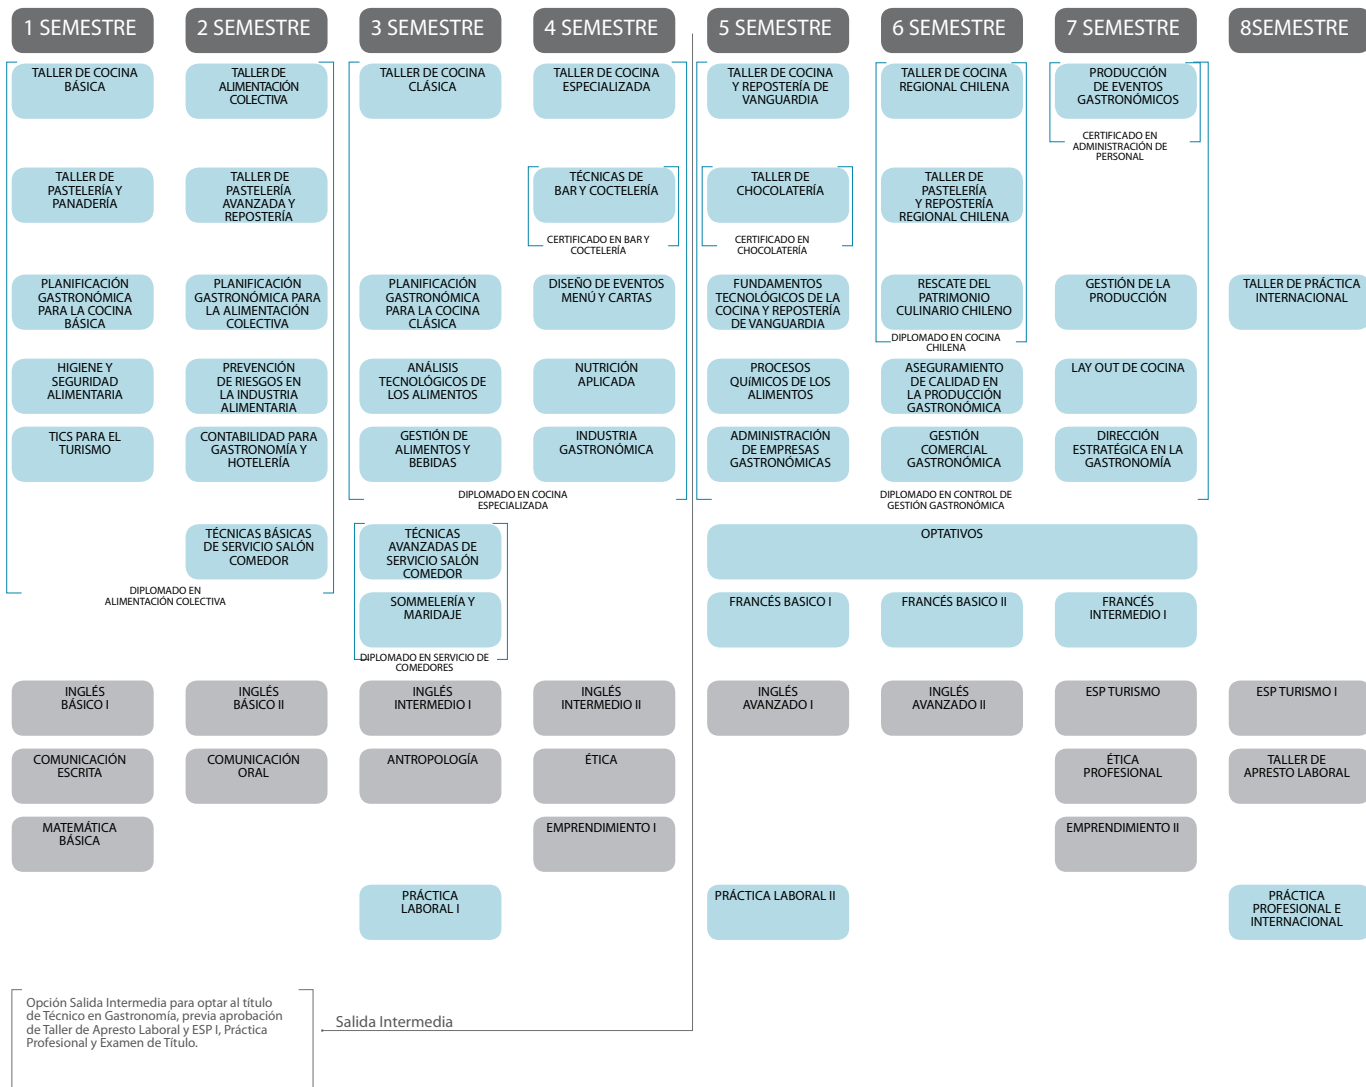 1 SEMESTRE
2 SEMESTRE
3 SEMESTRE
4 SEMESTRE
5 SEMESTRE
6 SEMESTRE
7 SEMESTRE
8SEMESTRE
TALLER DE COCINA
BÁSICA
TALLER DE
ALIMENTACIÓN
COLECTIVA
TALLER DE COCINA
CLÁSICA
TALLER DE COCINA
ESPECIALIZADA
TALLER DE COCINA
Y REPOSTERÍA DE
VANGUARDIA
TALLER DE COCINA
REGIONAL CHILENA
PRODUCCIÓN
DE EVENTOS
GASTRONÓMICOS
CERTIFICADO EN
ADMINISTRACIÓN DE
PERSONAL
TALLER DE
PASTELERÍA Y
PANADERÍA
TALLER DE
PASTELERÍA
AVANZADA Y
REPOSTERÍA
TÉCNICAS DE
BAR Y COCTELERÍA
CERTIFICADO EN BAR Y
COCTELERÍA
TALLER DE
CHOCOLATERÍA
CERTIFICADO EN
CHOCOLATERÍA
TALLER DE
PASTELERÍA
Y REPOSTERÍA
REGIONAL CHILENA
PLANIFICACIÓN
GASTRONÓMICA
PARA LA COCINA
BÁSICA
PLANIFICACIÓN
GASTRONÓMICA PARA
LA ALIMENTACIÓN
COLECTIVA
PLANIFICACIÓN
GASTRONÓMICA
PARA LA COCINA
CLÁSICA
DISEÑO DE EVENTOS
MENÚ Y CARTAS
FUNDAMENTOS
TECNOLÓGICOS DE LA
COCINA Y REPOSTERÍA
DE VANGUARDIA
RESCATE DEL
PATRIMONIO
CULINARIO CHILENO
DIPLOMADO EN COCINA
CHILENA
GESTIÓN DE LA
PRODUCCIÓN
TALLER DE PRÁCTICA
INTERNACIONAL
HIGIENE Y
SEGURIDAD
ALIMENTARIA
PREVENCIÓN
DE RIESGOS EN
LA INDUSTRIA
ALIMENTARIA
ANÁLISIS
TECNOLÓGICOS DE
LOS ALIMENTOS
NUTRICIÓN
APLICADA
PROCESOS
QUíMICOS DE LOS
ALIMENTOS
ASEGURAMIENTO
DE CALIDAD EN
LA PRODUCCIÓN
GASTRONÓMICA
LAY OUT DE COCINA
TICS PARA EL
TURISMO
CONTABILIDAD PARA
GASTRONOMÍA Y
HOTELERÍA
GESTIÓN DE
ALIMENTOS Y
BEBIDAS
INDUSTRIA
GASTRONÓMICA
ADMINISTRACIÓN
DE EMPRESAS
GASTRONÓMICAS
GESTIÓN
COMERCIAL
GASTRONÓMICA
DIRECCIÓN
ESTRATÉGICA EN LA
GASTRONOMÍA
DIPLOMADO EN COCINA
ESPECIALIZADA
DIPLOMADO EN CONTROL DE
GESTIÓN GASTRONÓMICA
TÉCNICAS BÁSICAS
DE SERVICIO SALÓN
COMEDOR
TÉCNICAS
AVANZADAS DE
SERVICIO SALÓN
COMEDOR
OPTATIVOS
DIPLOMADO EN
ALIMENTACIÓN COLECTIVA
SOMMELERÍA Y
MARIDAJE
FRANCÉS BASICO I
FRANCÉS BASICO II
FRANCÉS
INTERMEDIO I
DIPLOMADO EN SERVICIO DE
COMEDORES
INGLÉS
BÁSICO I
INGLÉS
BÁSICO II
INGLÉS
INTERMEDIO I
INGLÉS
INTERMEDIO II
INGLÉS
AVANZADO I
INGLÉS
AVANZADO II
ESP TURISMO
ESP TURISMO I
COMUNICACIÓN
ESCRITA
COMUNICACIÓN
ORAL
ANTROPOLOGÍA
ÉTICA
ÉTICA
PROFESIONAL
TALLER DE
APRESTO LABORAL
MATEMÁTICA
BÁSICA
EMPRENDIMIENTO I
EMPRENDIMIENTO II
PRÁCTICA
LABORAL I
PRÁCTICA LABORAL II
PRÁCTICA
PROFESIONAL E
INTERNACIONAL
Opción Salida Intermedia para optar al título
de Técnico en Gastronomía, previa aprobación
de Taller de Apresto Laboral y ESP I, Práctica
Profesional y Examen de Título.
Salida Intermedia